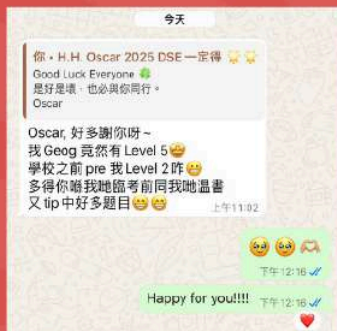 今天
你 • H.H. Oscar 2025 DSE 一定得 🌟 🌟
Good Luck Everyone 🍀
是好是壞，也必與你同行。
Oscar
Oscar, 好多謝你呀 ~
我 Geog 竟然有 Level 5🤩
學校之前 pre 我 Level 2 咋😬
多得你喺我哋臨考前同我哋溫書
又 tip 中好多題目😬😬
上午11:02
🥹 🥹 🫶🏻
下午12:16
Happy for you!!!!
下午12:16
❤️